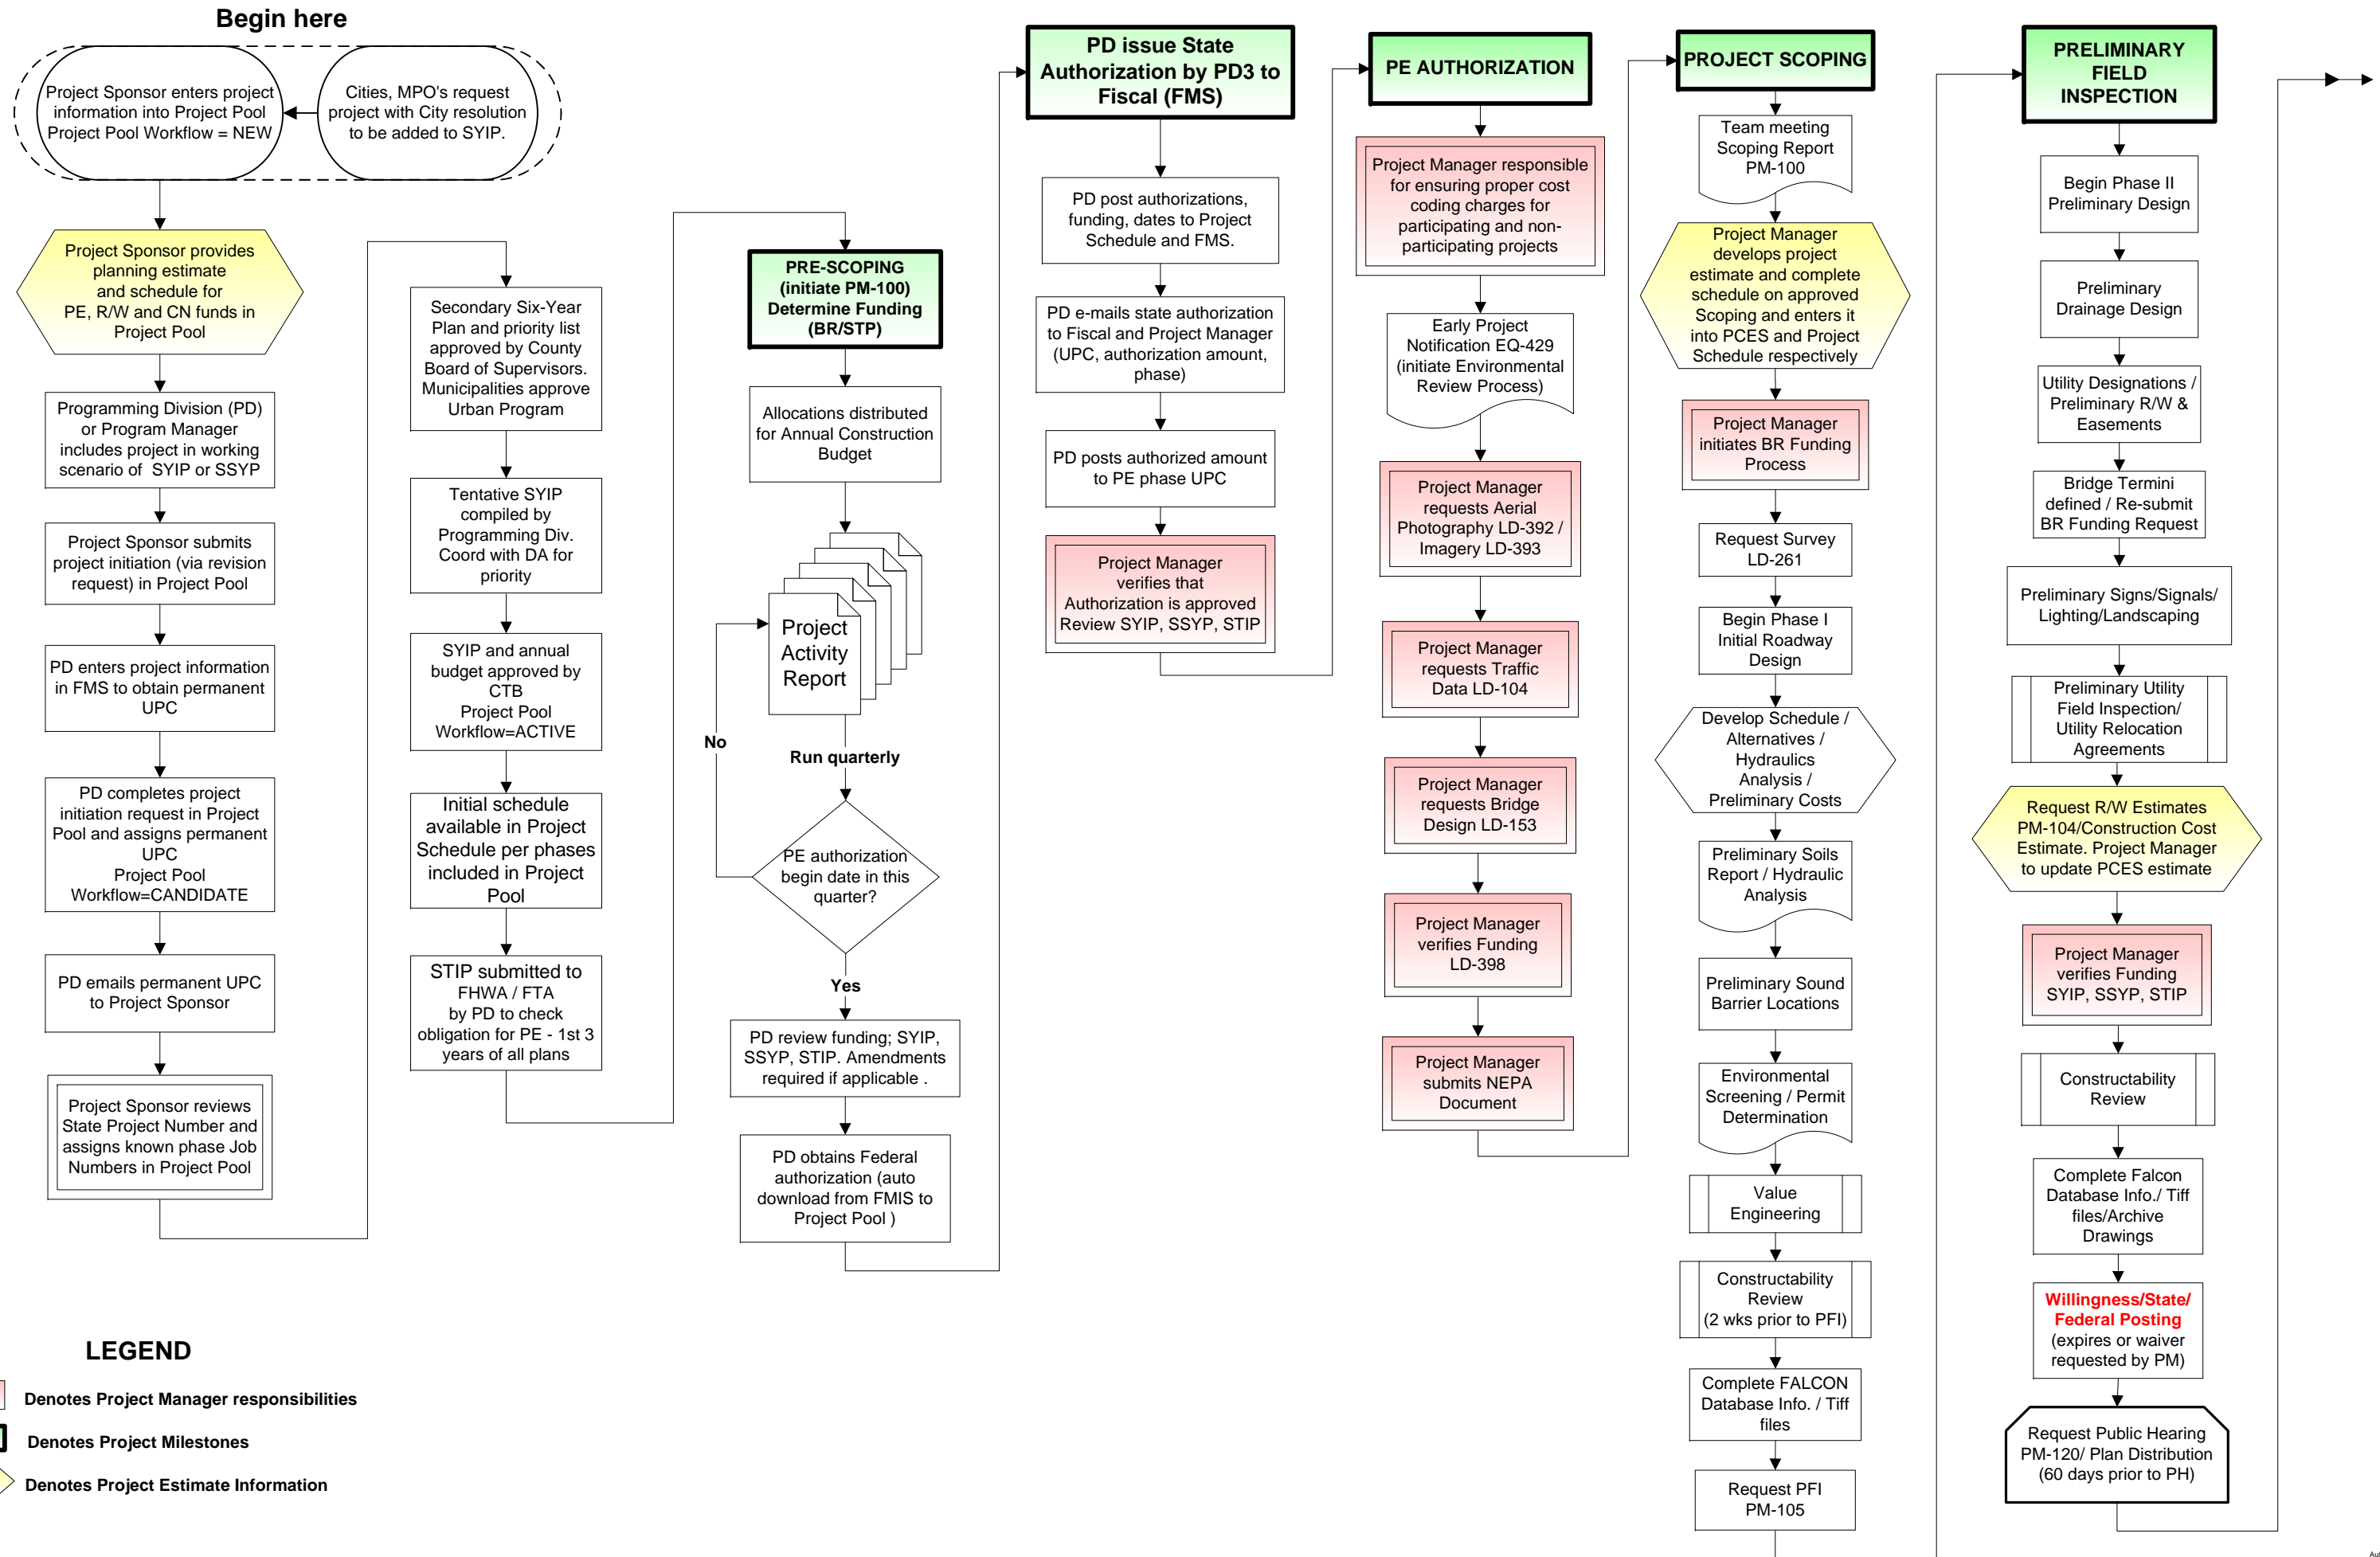 Begin here
Project Sponsor enters project
information into Project Pool
Project Pool Workflow = NEW
Cities, MPO's request
project with City resolution
to be added to SYIP.
Project Sponsor provides
planning estimate
and schedule for
PE, R/W and CN funds in
Project Pool
Programming Division (PD)
or Program Manager
includes project in working
scenario of SYIP or SSYP
Project Sponsor submits
project initiation (via revision
request) in Project Pool
PD enters project information
in FMS to obtain permanent
UPC
PD completes project
initiation request in Project
Pool and assigns permanent
UPC
Project Pool
Workflow=CANDIDATE
PD emails permanent UPC
to Project Sponsor
Project Sponsor reviews
State Project Number and
assigns known phase Job
Numbers in Project Pool
Secondary Six-Year
Plan and priority list
approved by County
Board of Supervisors.
Municipalities approve
Urban Program
Tentative SYIP
compiled by
Programming Div.
Coord with DA for
priority
SYIP and annual
budget approved by
CTB
Project Pool
Workflow=ACTIVE
Initial schedule
available in Project
Schedule per phases
included in Project
Pool
STIP submitted to
FHWA / FTA
by PD to check
obligation for PE - 1st 3
years of all plans
PRE-SCOPING
(initiate PM-100)
Determine Funding
(BR/STP)
Allocations distributed
for Annual Construction
Budget
Project
Activity
Report
No
Run quarterly
PE authorization
begin date in this
quarter?
Yes
PD review funding; SYIP,
SSYP, STIP. Amendments
required if applicable .
PD obtains Federal
authorization (auto
download from FMIS to
Project Pool )
PD issue State
Authorization by PD3 to
Fiscal (FMS)
PD post authorizations,
funding, dates to Project
Schedule and FMS.
PD e-mails state authorization
to Fiscal and Project Manager
(UPC, authorization amount,
phase)
PD posts authorized amount
to PE phase UPC
Project Manager
verifies that
Authorization is approved
Review SYIP, SSYP, STIP
PE AUTHORIZATION
Project Manager responsible
for ensuring proper cost
coding charges for
participating and non-
participating projects
Early Project
Notification EQ-429
(initiate Environmental
Review Process)
Project Manager
requests Aerial
Photography LD-392 /
Imagery LD-393
Project Manager
requests Traffic
Data LD-104
Project Manager
requests Bridge
Design LD-153
Project Manager
verifies Funding
LD-398
Project Manager
submits NEPA
Document
PROJECT SCOPING
Team meeting
Scoping Report
PM-100
Project Manager
develops project
estimate and complete
schedule on approved
Scoping and enters it
into PCES and Project
Schedule respectively
Project Manager
initiates BR Funding
Process
Request Survey
LD-261
Begin Phase I
Initial Roadway
Design
Develop Schedule /
Alternatives /
Hydraulics
Analysis /
Preliminary Costs
Preliminary Soils
Report / Hydraulic
Analysis
Preliminary Sound
Barrier Locations
Environmental
Screening / Permit
Determination
Value
Engineering
Constructability
Review
(2 wks prior to PFI)
Complete FALCON
Database Info. / Tiff
files
Request PFI
PM-105
PRELIMINARY
FIELD
INSPECTION
Begin Phase II
Preliminary Design
Preliminary
Drainage Design
Utility Designations /
Preliminary R/W &
Easements
Bridge Termini
defined / Re-submit
BR Funding Request
Preliminary Signs/Signals/
Lighting/Landscaping
Preliminary Utility
Field Inspection/
Utility Relocation
Agreements
Request R/W Estimates
PM-104/Construction Cost
Estimate. Project Manager
to update PCES estimate
Project Manager
verifies Funding
SYIP, SSYP, STIP
Constructability
Review
Complete Falcon
Database Info./ Tiff
files/Archive
Drawings
Willingness/State/
Federal Posting
(expires or waiver
requested by PM)
Request Public Hearing
PM-120/ Plan Distribution
(60 days prior to PH)
LEGEND
Denotes Project Manager responsibilities
Denotes Project Milestones
Denotes Project Estimate Information